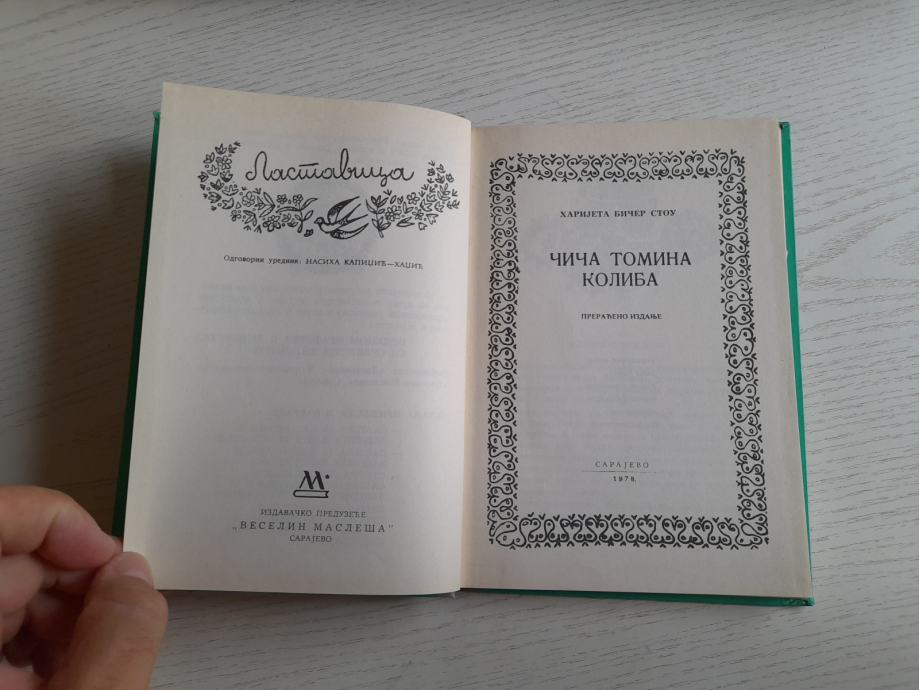 Ластавица
Одговорни уредник: НАСИХА КАПИЏИЋ—ХАЏИЋ
М.
ИЗДАВАЧКО ПРЕДУЗЕЋЕ
„ВЕСЕЛИН МАСЛЕША"
САРАЈЕВО
ХАРИЈЕТА БИЧЕР СТОУ
ЧИЧА ТОМИНА
КОЛИБА
ПРЕРАЂЕНО ИЗДАЊЕ
САРАЈЕВО
1979.